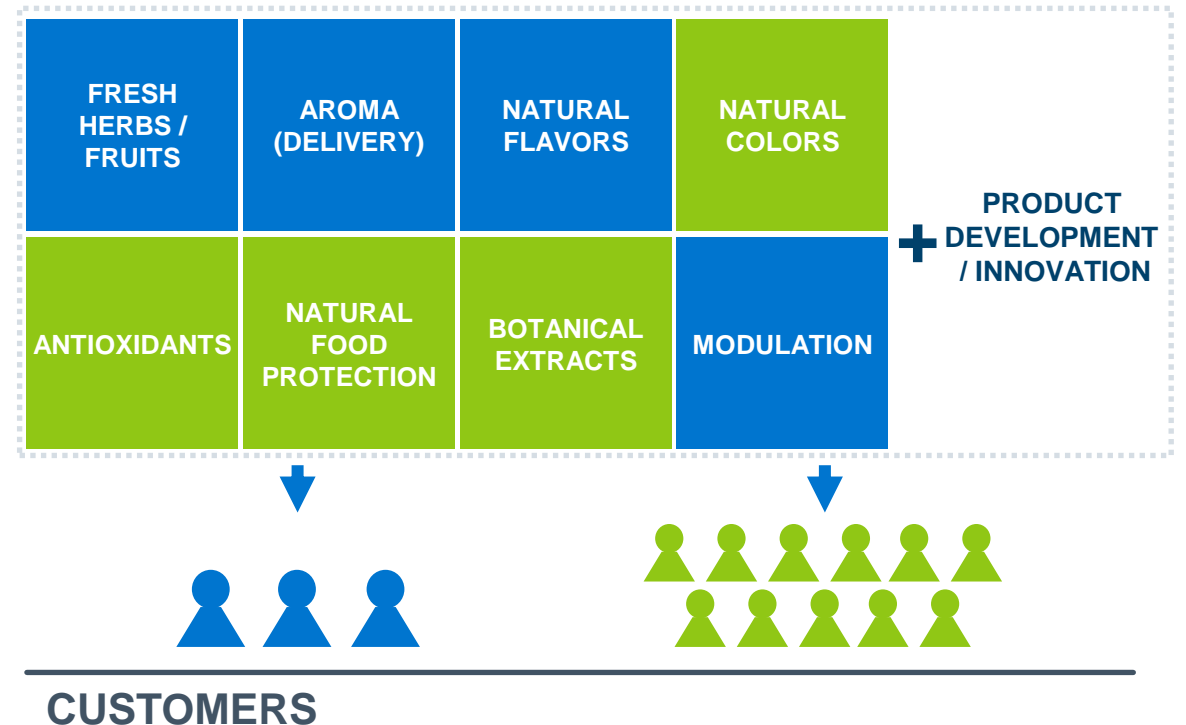 FRESH
HERBS /
FRUITS
AROMA
(DELIVERY)
NATURAL
FLAVORS
NATURAL
COLORS
ANTIOXIDANTS
NATURAL
FOOD
PROTECTION
BOTANICAL
EXTRACTS
MODULATION
+
PRODUCT
DEVELOPMENT
/ INNOVATION
CUSTOMERS